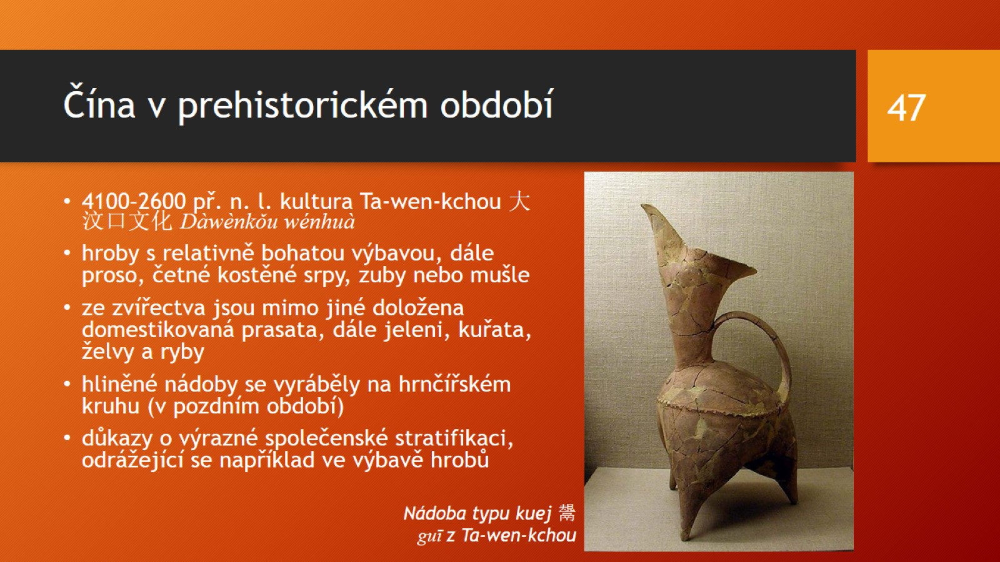 Čína v prehistorickém období
47
• 4100–2600 př. n. l. kultura Ta-wen-kchou 大
汶口文化 Dàwènkǒu wénhuà
• hroby s relativně bohatou výbavou, dále
proso, četné kostěné srpy, zuby nebo mušle
• ze zvířectva jsou mimo jiné doložena
domestikovaná prasata, dále jeleni, kuřata,
želvy a ryby
• hliněné nádoby se vyráběly na hrnčířském
kruhu (v pozdním období)
• důkazy o výrazné společenské stratifikaci,
odrážející se například ve výbavě hrobů
Nádoba typu kuej 鬹
guī z Ta-wen-kchou